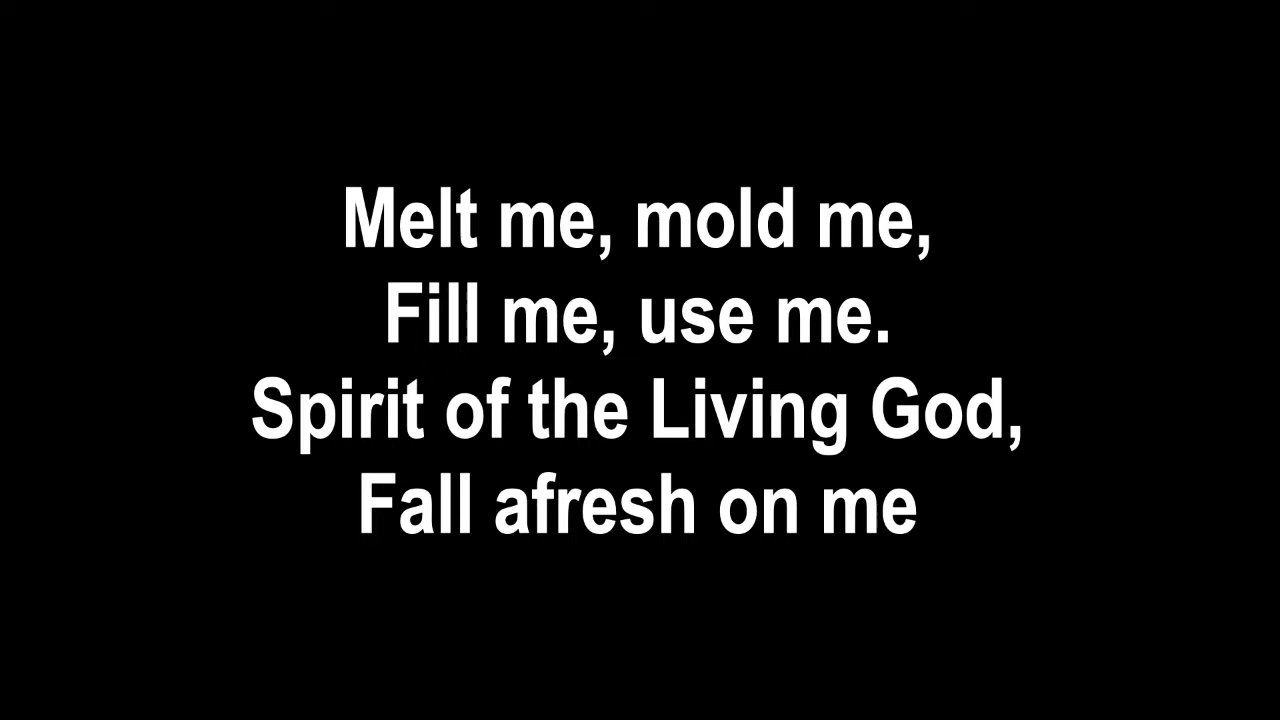 Melt me, mold me,
Fill me, use me.
Spirit of the Living God,
Fall afresh on me